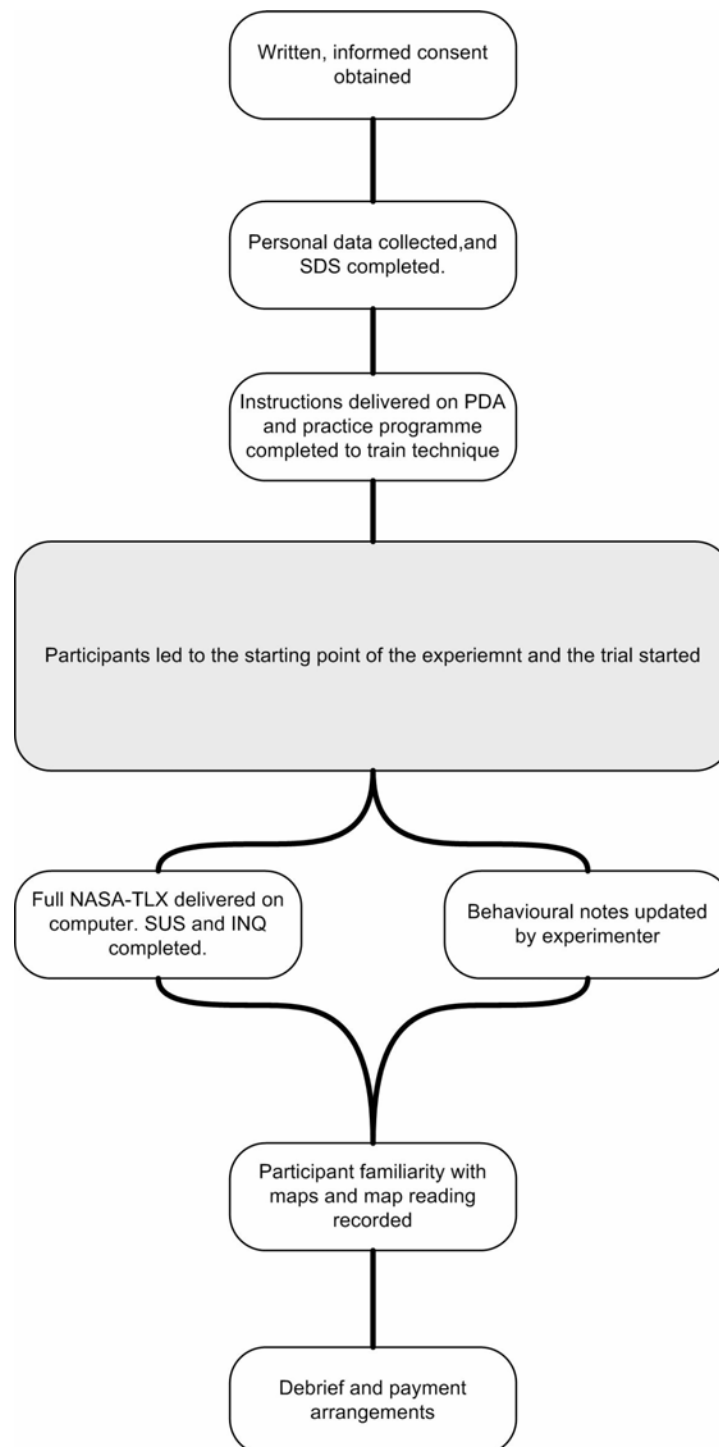 Written, informed consent
obtained
Personal data collected,and
SDS completed.
Instructions delivered on PDA
and practice programme
completed to train technique
Participants led to the starting point of the experiemnt and the trial started
Full NASA-TLX delivered on
computer. SUS and INQ
completed.
Behavioural notes updated
by experimenter
Participant familiarity with
maps and map reading
recorded
Debrief and payment
arrangements